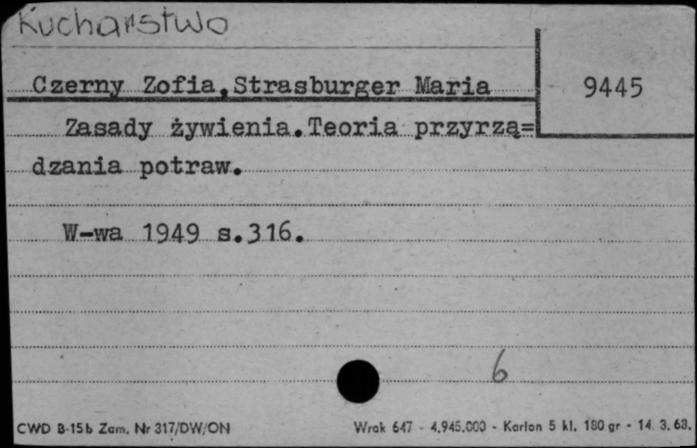 Kucharstwo
Czerny Zofia,Strasburger Maria
9445
Zasady żywienia.Teoria przyrzą=
dzania potraw.
W-wa 1949 s.316.
6
CWD B-15b Zam. Nr 317/DW/ON
Wrak 647 - 4.945.000 - Karton 5 kl. 180 gr - 14. 3. 63.